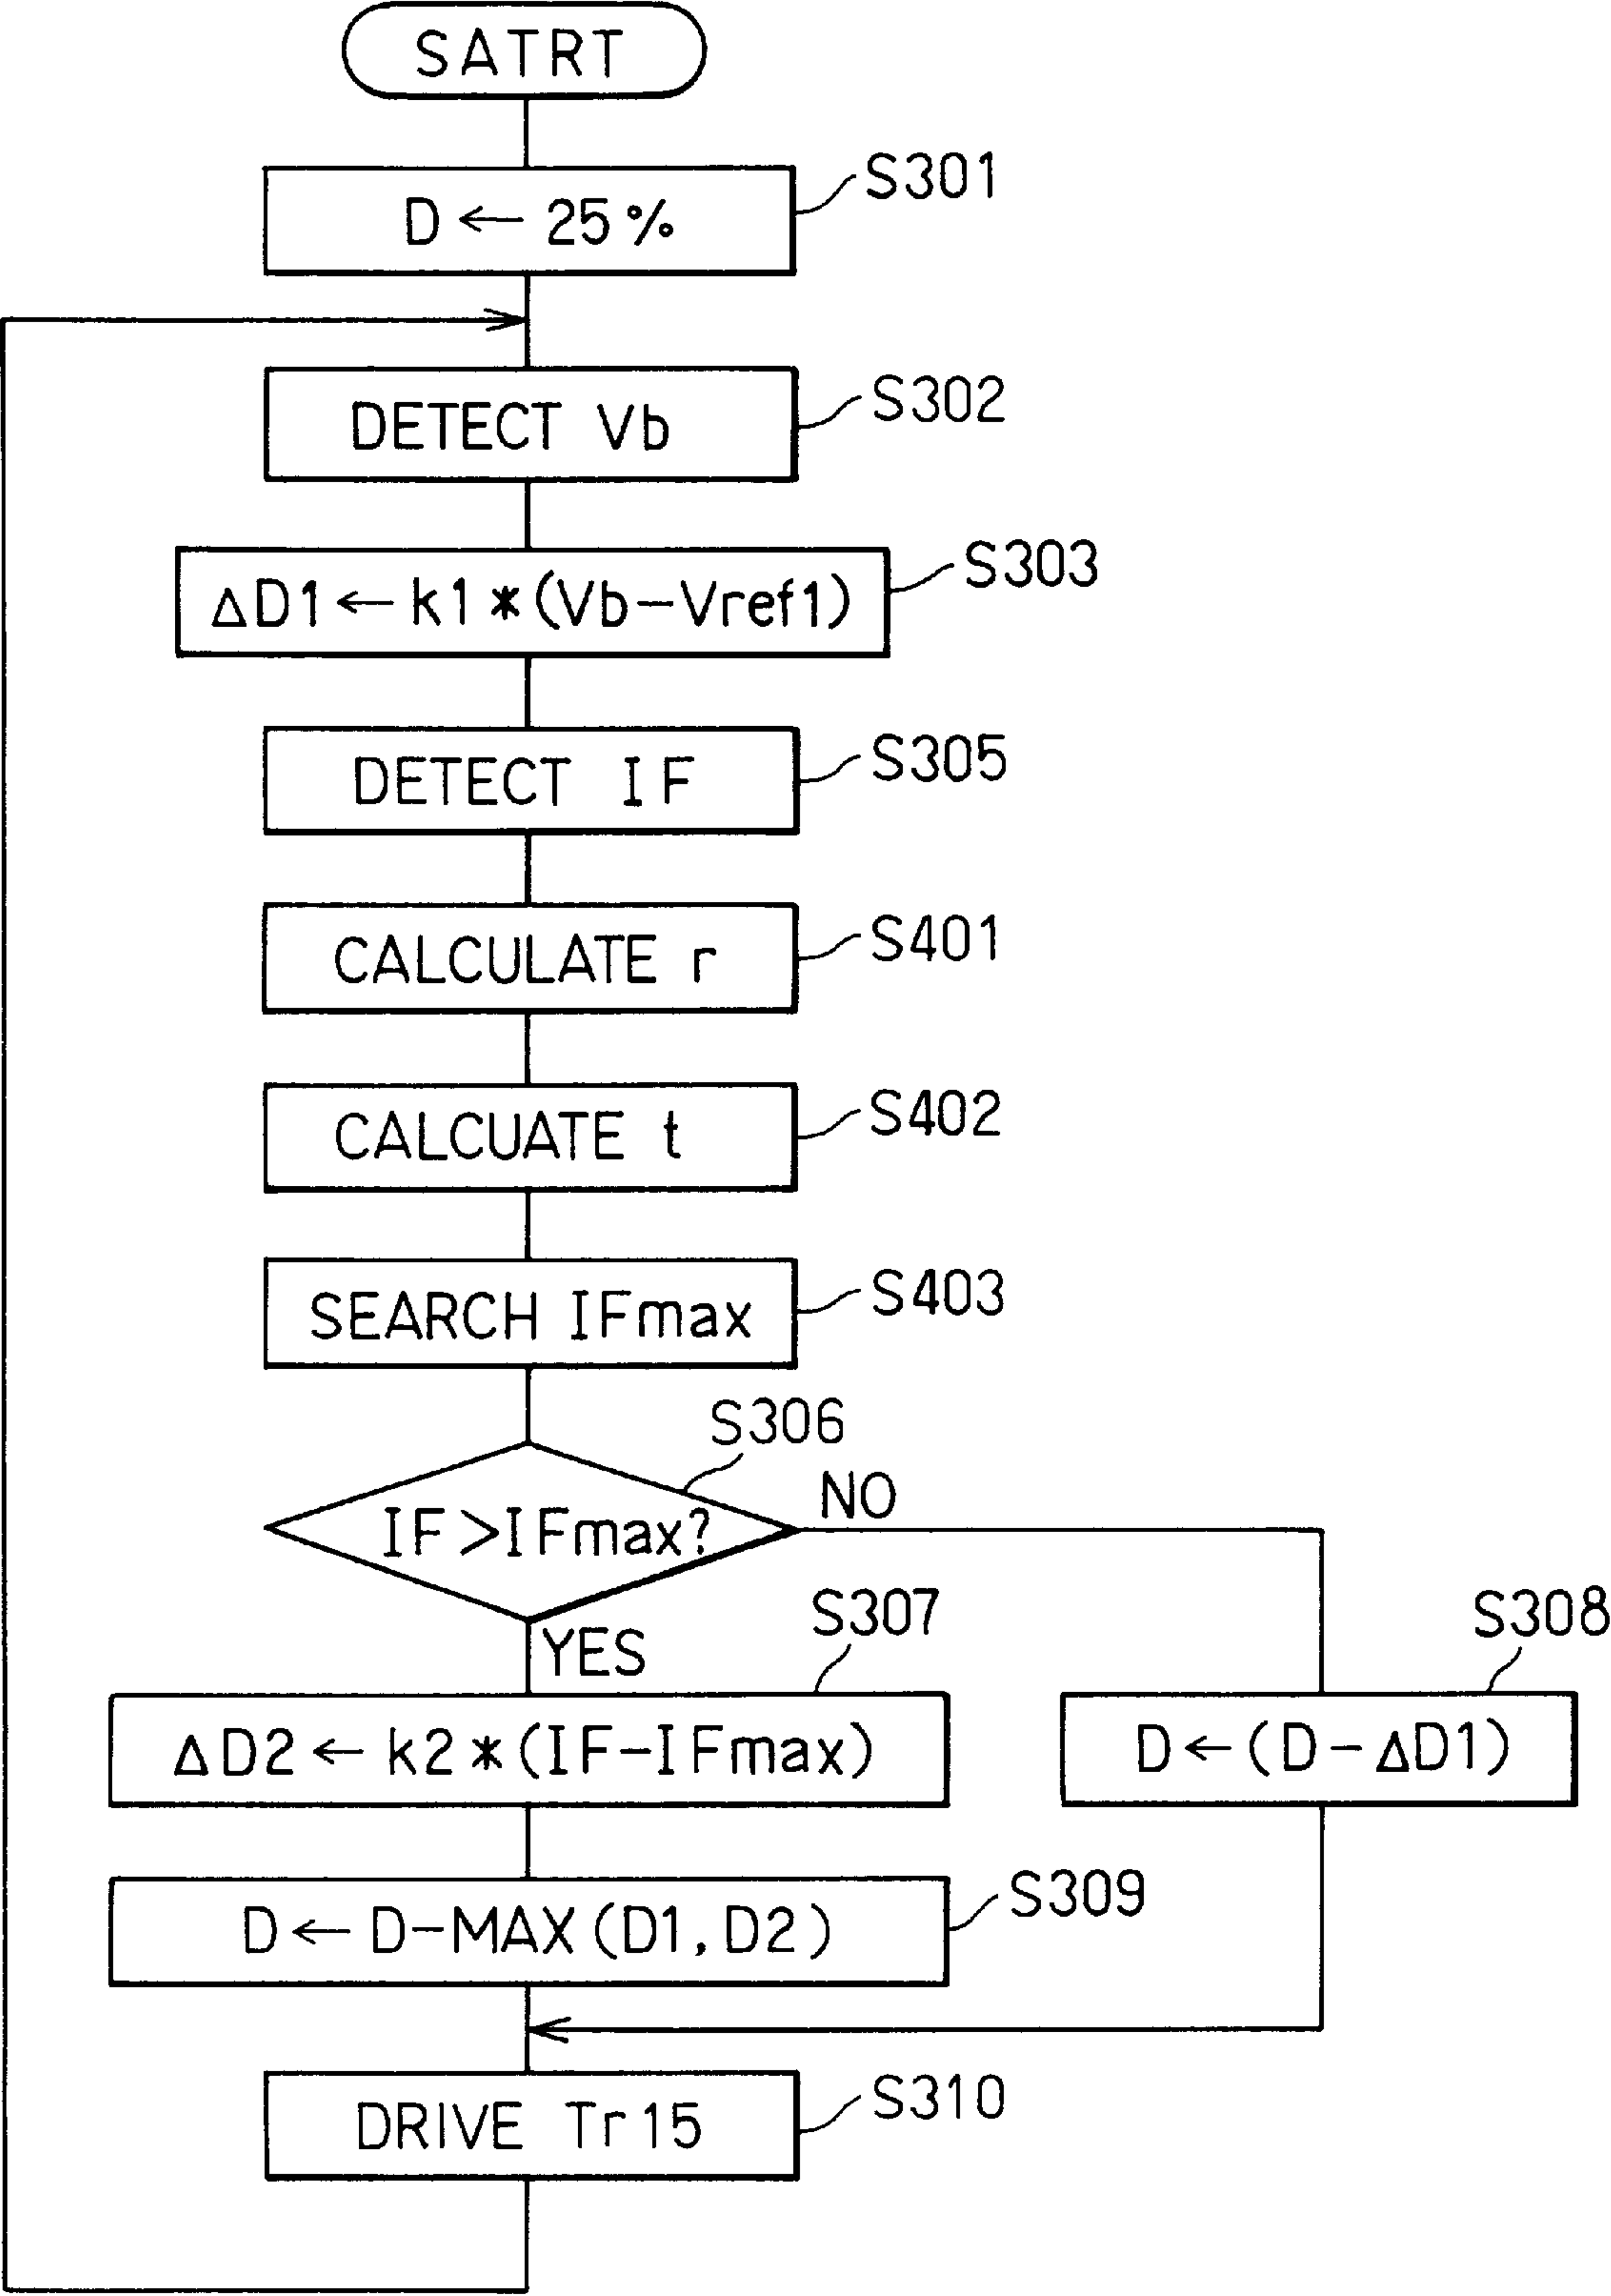 SATRT
S301
D ← 25%
S302
DETECT Vb
S303
ΔD1 ← k1 * (Vb-Vref1)
S305
DETECT IF
S401
CALCULATE r
S402
CALCUATE t
S403
SEARCH IFmax
S306
IF > IFmax?
NO
YES
S307
ΔD2 ← k2 * (IF-IFmax)
S308
D ← (D-ΔD1)
S309
D ← D-MAX(D1,D2)
S310
DRIVE Tr15